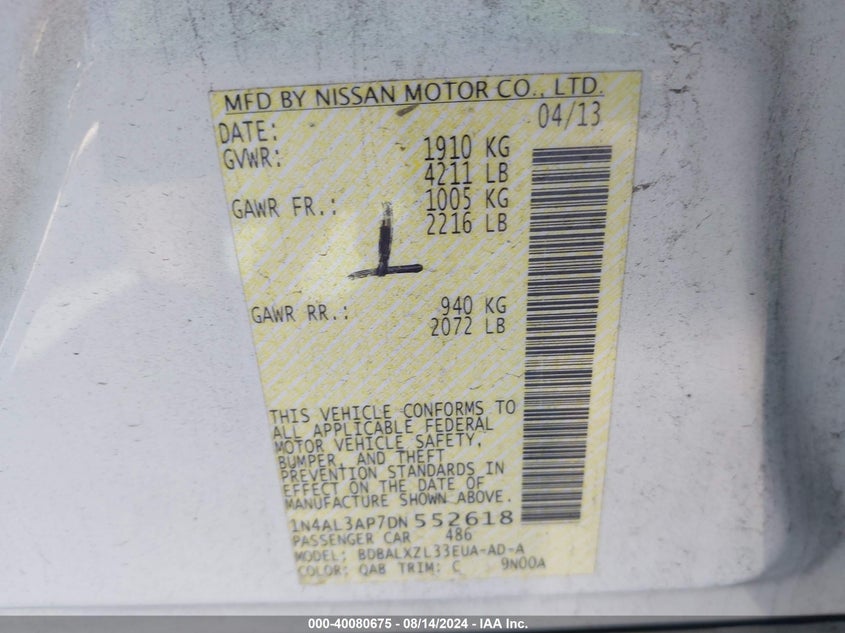 MFD BY NISSAN MOTOR CO., LTD.
DATE: 04/13
GVWR: 1910 KG
4211 LB
GAWR FR.: 1005 KG
2216 LB
GAWR RR.: 940 KG
2072 LB
THIS VEHICLE CONFORMS TO
ALL APPLICABLE FEDERAL
MOTOR VEHICLE SAFETY,
BUMPER, AND THEFT
PREVENTION STANDARDS IN
EFFECT ON THE DATE OF
MANUFACTURE SHOWN ABOVE.
1N4AL3AP7DN 552618
PASSENGER CAR 486
MODEL: BDBALXZL33EUA-AD-A
COLOR: QAB TRIM: C 9N00A
000-40080675 - 08/14/2024 - IAA Inc.